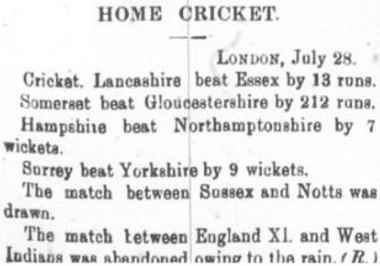 HOME CRICKET.
LONDON, July 28.
Cricket. Lancashire beat Essex by 13 runs.
Somerset beat Gloucestershire by 212 runs.
Hampshire beat Northamptonshire by 7
wickets.
Surrey beat Yorkshire by 9 wickets.
The match between Sussex and Notts was
drawn.
The match between England XI. and West
Indians was abandoned owing to the rain. (R.)